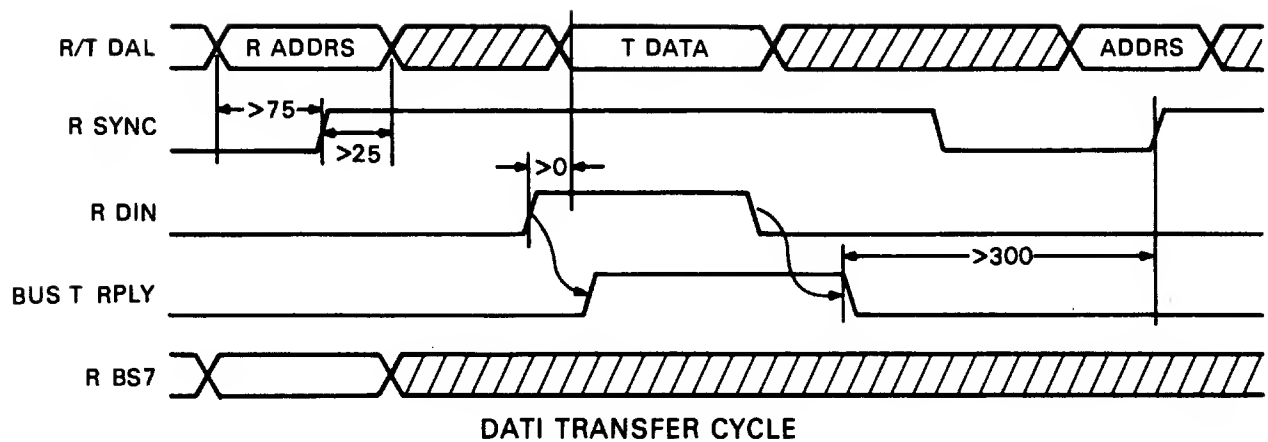 R/T DAL
R ADDRS
T DATA
ADDRS
R SYNC
>75
>25
>0
R DIN
>300
BUS T RPLY
R BS7
DATI TRANSFER CYCLE